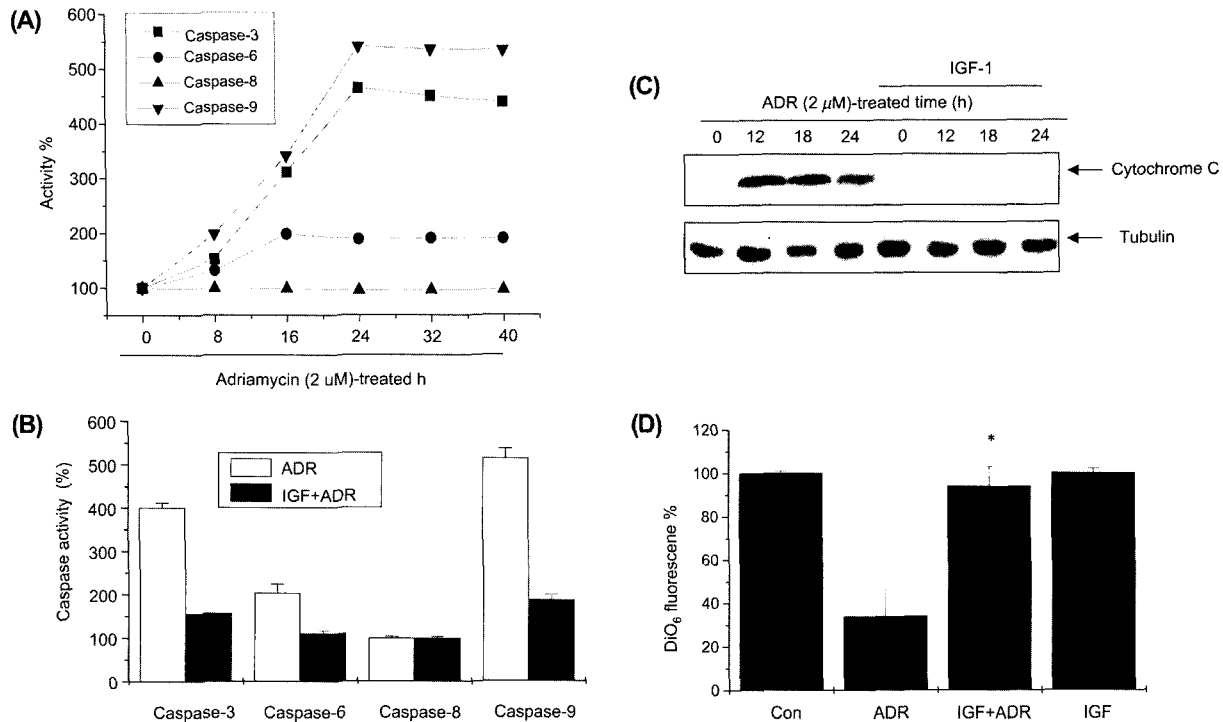 (A)
600
500
400
300
200
100
Activity %
Caspase-3
Caspase-6
Caspase-8
Caspase-9
0 8 16 24 32 40
Adriamycin (2 uM)-treated h
(B)
600
500
400
300
200
100
0
Caspase activity (%)
ADR
IGF+ADR
Caspase-3 Caspase-6 Caspase-8 Caspase-9
(C)
IGF-1
ADR (2 μM)-treated time (h)
0 12 18 24 0 12 18 24
Cytochrome C
Tubulin
(D)
120
100
80
60
40
20
0
DiO₆ fluorescene %
*
Con ADR IGF+ADR IGF